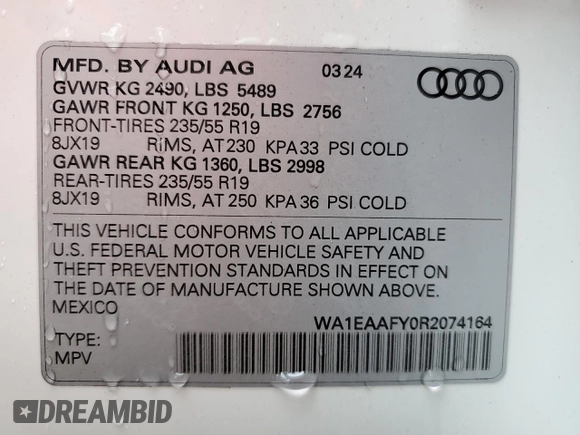 MFD. BY AUDI AG 0324
GVWR KG 2490, LBS 5489
GAWR FRONT KG 1250, LBS 2756
FRONT-TIRES 235/55 R19
8JX19 RIMS, AT 230 KPA 33 PSI COLD
GAWR REAR KG 1360, LBS 2998
REAR-TIRES 235/55 R19
8JX19 RIMS, AT 250 KPA 36 PSI COLD
THIS VEHICLE CONFORMS TO ALL APPLICABLE
U.S. FEDERAL MOTOR VEHICLE SAFETY AND
THEFT PREVENTION STANDARDS IN EFFECT ON
THE DATE OF MANUFACTURE SHOWN ABOVE.
MEXICO
WA1EAAFY0R2074164
TYPE:
MPV
DREAMBID